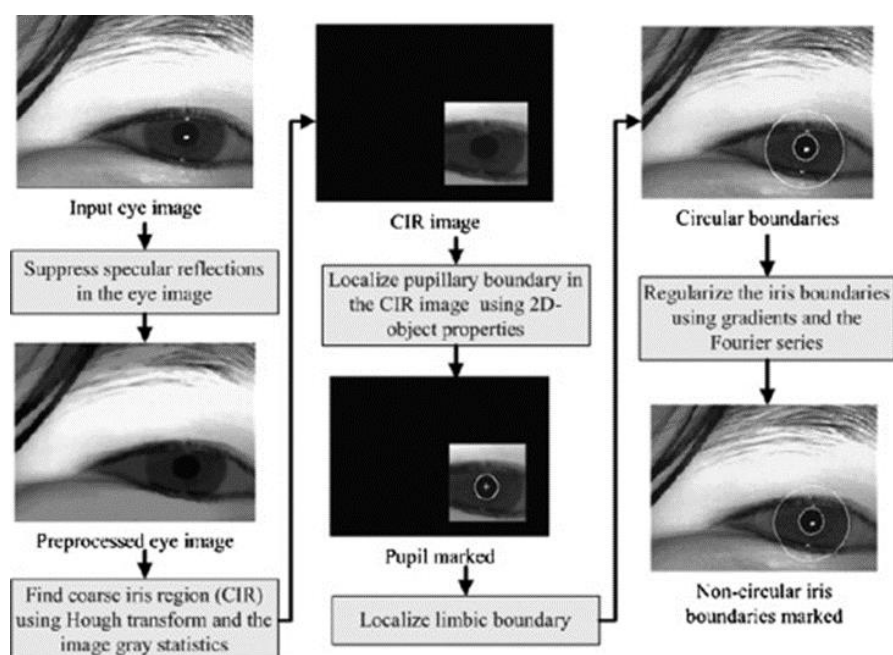 Input eye image
Suppress specular reflections
in the eye image
Preprocessed eye image
Find coarse iris region (CIR)
using Hough transform and the
image gray statistics
CIR image
Localize pupillary boundary in
the CIR image using 2D-
object properties
Pupil marked
Localize limbic boundary
Circular boundaries
Regularize the iris boundaries
using gradients and the
Fourier series
Non-circular iris
boundaries marked